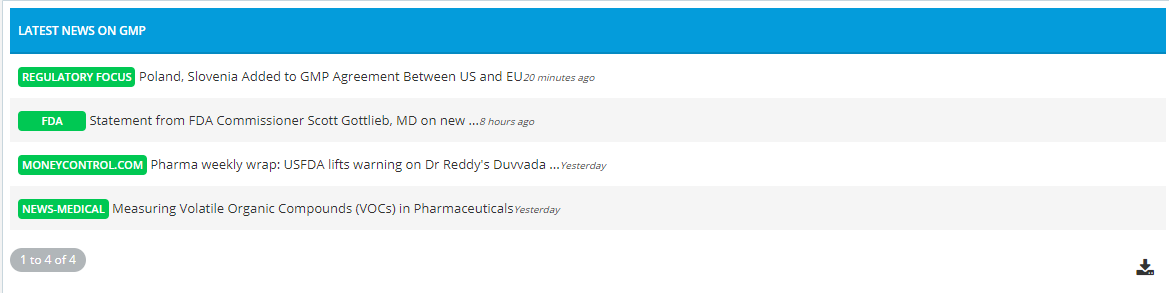 LATEST NEWS ON GMP
REGULATORY FOCUS Poland, Slovenia Added to GMP Agreement Between US and EU20 minutes ago
FDA Statement from FDA Commissioner Scott Gottlieb, MD on new ...8 hours ago
MONEYCONTROL.COM Pharma weekly wrap: USFDA lifts warning on Dr Reddy's Duvvada ...Yesterday
NEWS-MEDICAL Measuring Volatile Organic Compounds (VOCs) in PharmaceuticalsYesterday
1 to 4 of 4